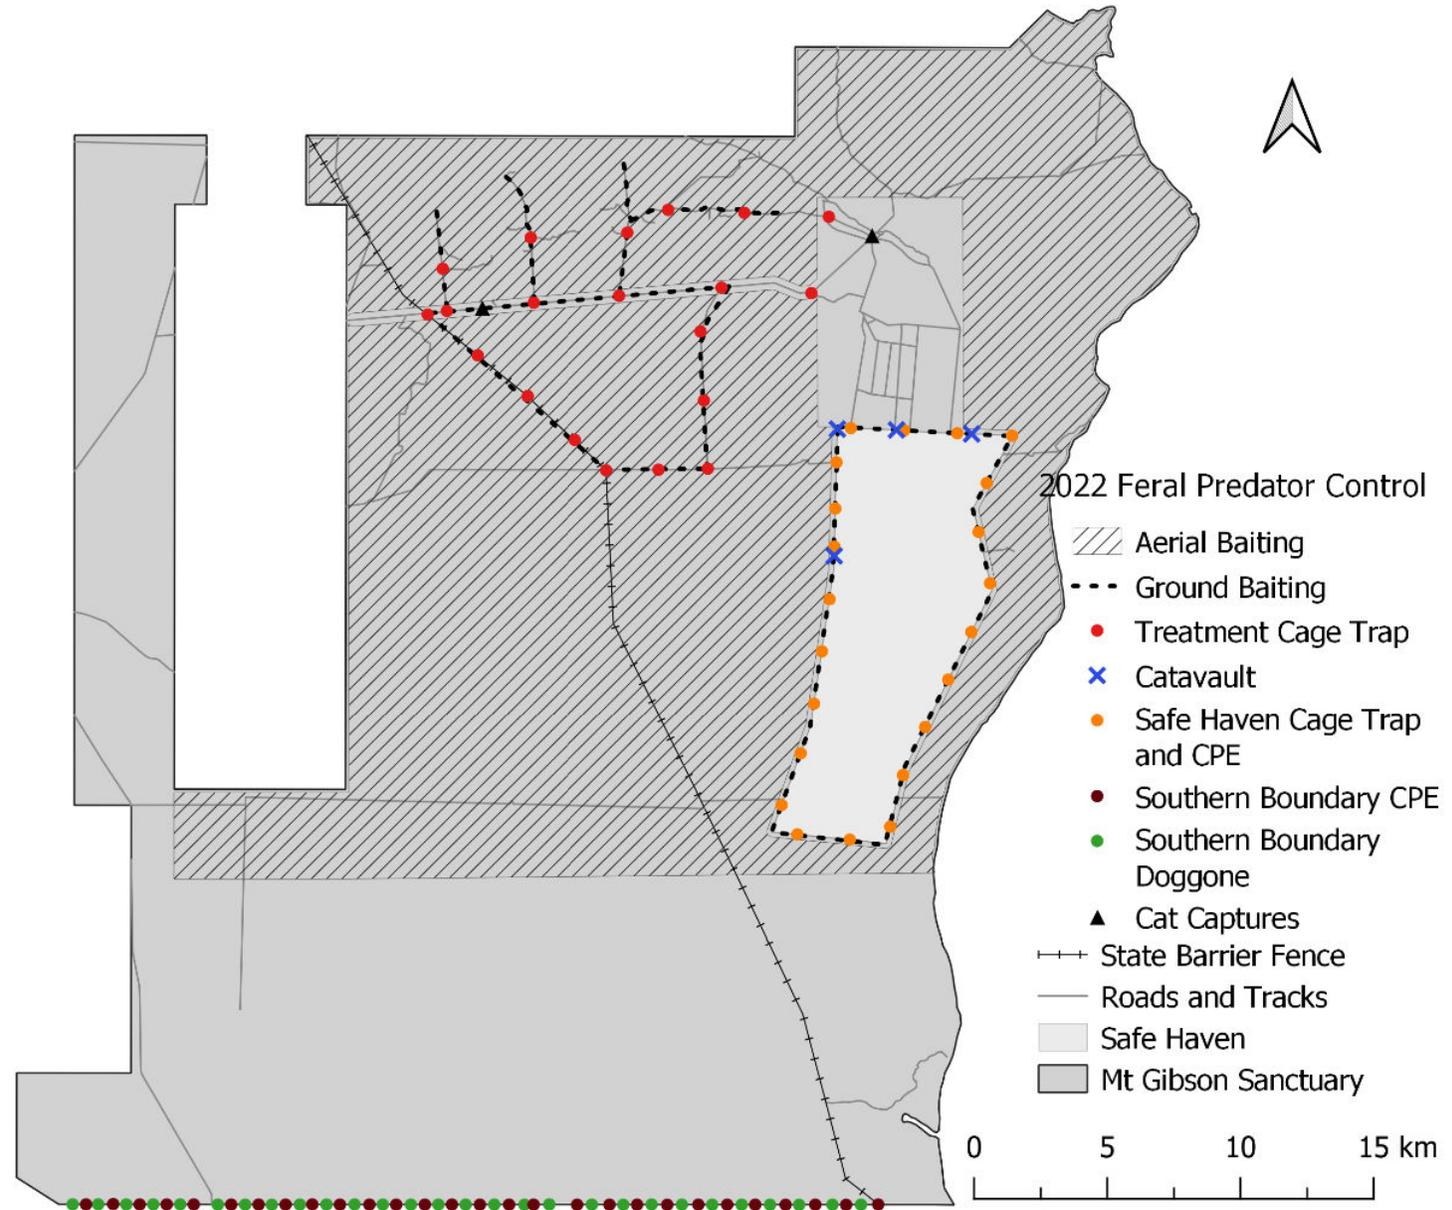 2022 Feral Predator Control
Aerial Baiting
Ground Baiting
Treatment Cage Trap
Catavault
Safe Haven Cage Trap
and CPE
Southern Boundary CPE
Southern Boundary
Doggone
Cat Captures
State Barrier Fence
Roads and Tracks
Safe Haven
Mt Gibson Sanctuary
0 5 10 15 km